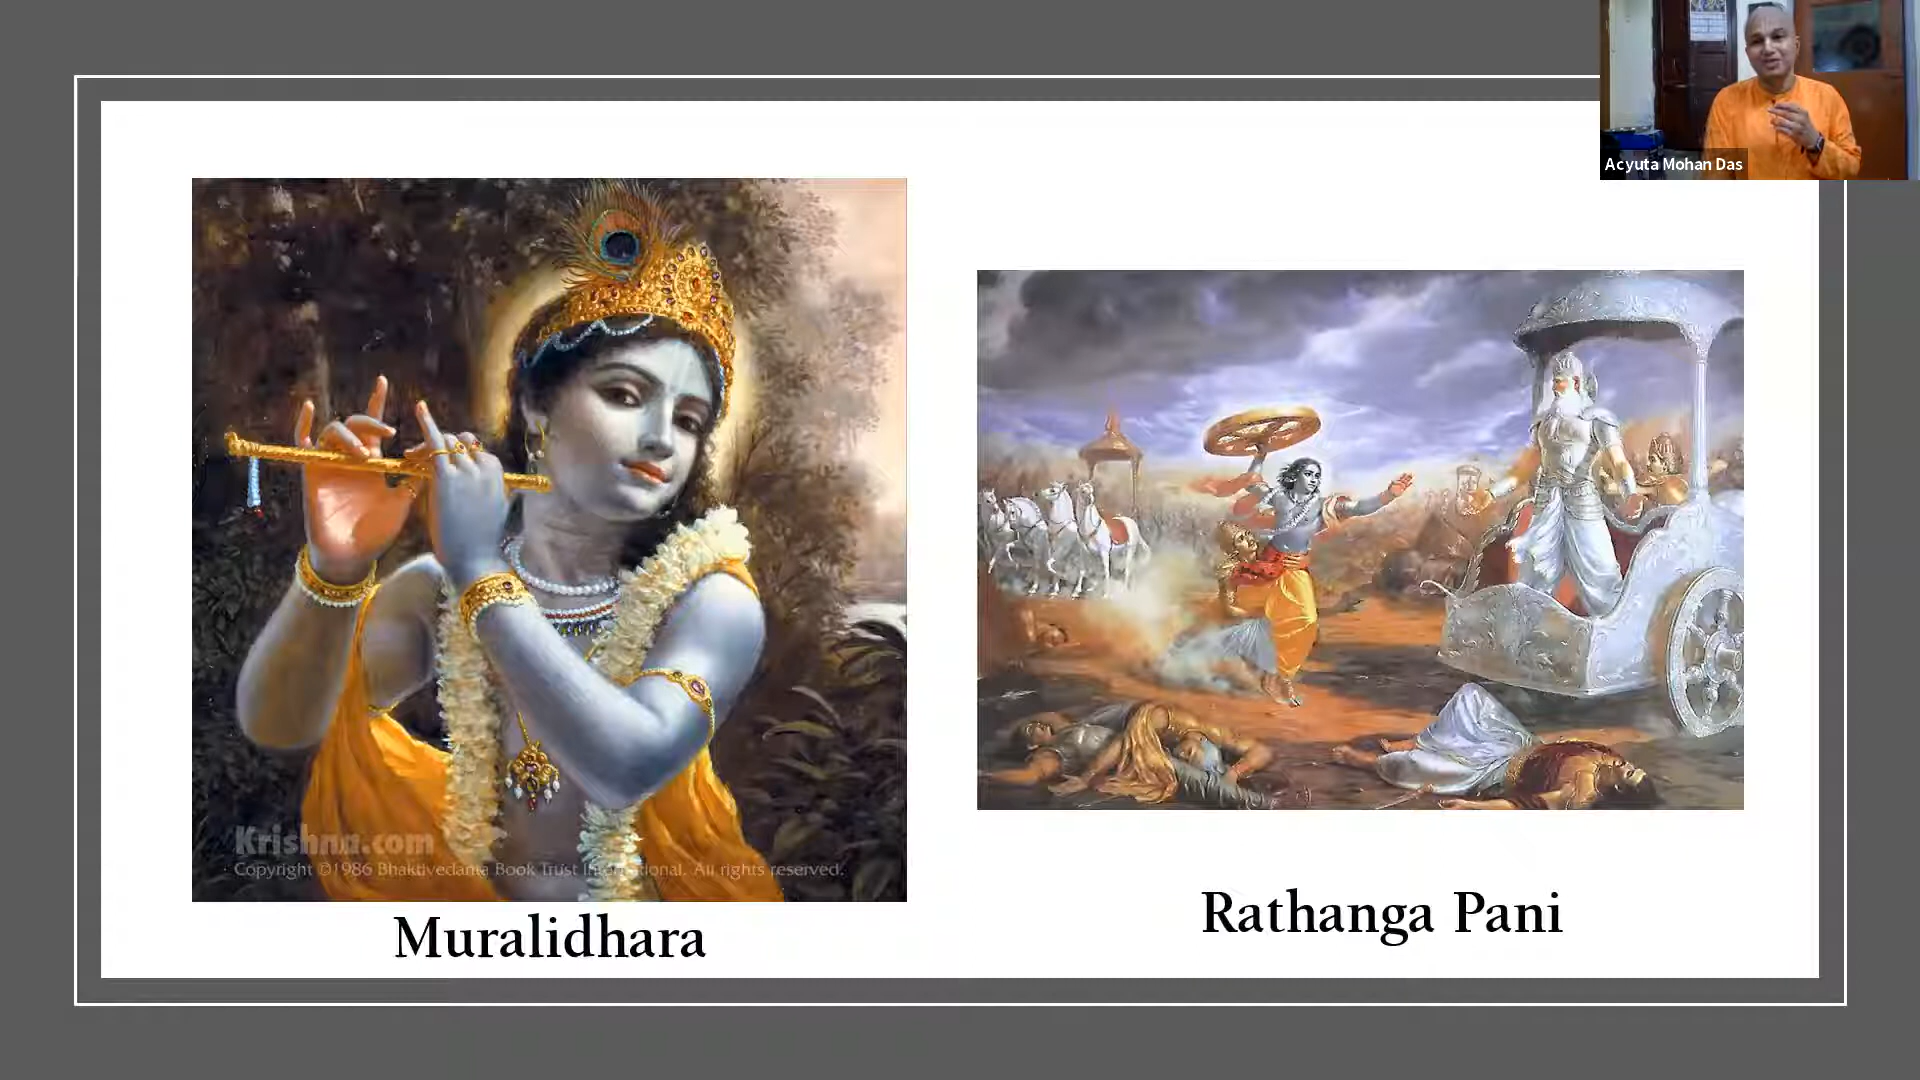 Acyuta Mohan Das
Krishna.com
Copyright ©1986 Bhaktivedanta Book Trust International. All rights reserved.
Muralidhara
Rathanga Pani